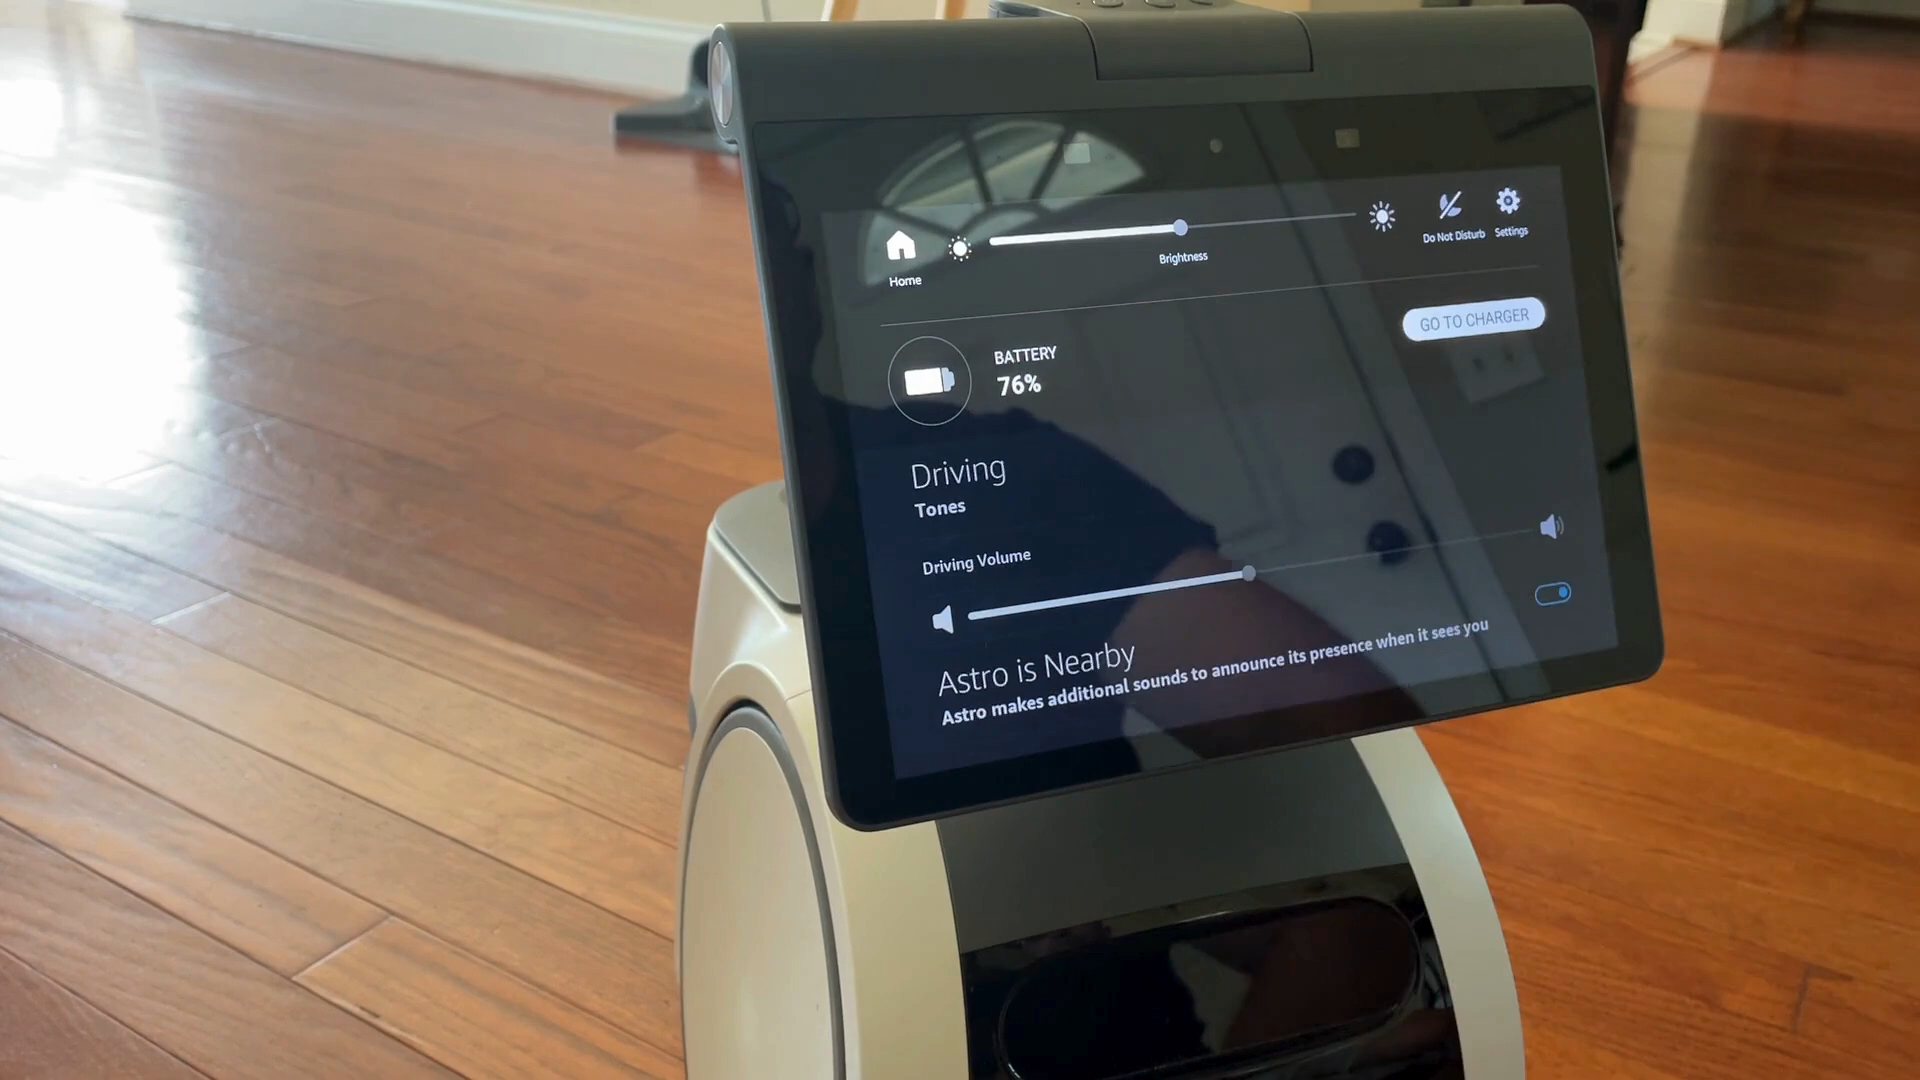 Home
Brightness
Do Not Disturb
Settings
GO TO CHARGER
BATTERY
76%
Driving
Tones
Driving Volume
Astro is Nearby
Astro makes additional sounds to announce its presence when it sees you